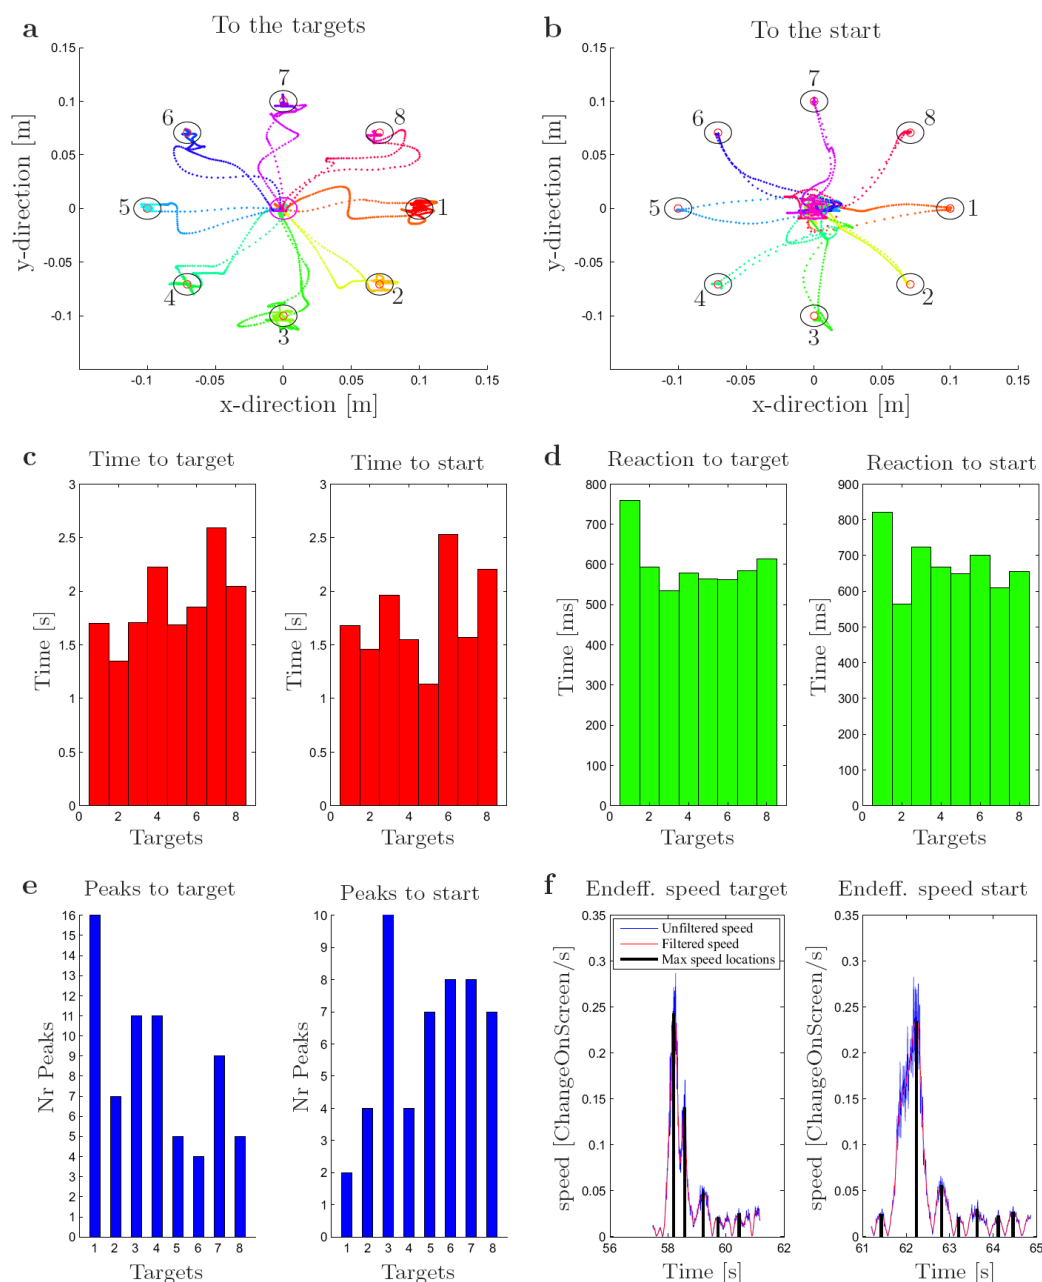 a To the targets
0.15
0.1
0.05
0
-0.05
-0.1
y-direction [m]
7
6
8
5
1
4
2
3
-0.1 -0.05 0 0.05 0.1 0.15
x-direction [m]
b To the start
0.15
0.1
0.05
0
-0.05
-0.1
y-direction [m]
7
6
8
5
1
4
2
3
-0.1 -0.05 0 0.05 0.1 0.15
x-direction [m]
c Time to target
3
2.5
2
1.5
1
0.5
0
Time [s]
0 2 4 6 8
Targets
Time to start
3
2.5
2
1.5
1
0.5
0
Time [s]
0 2 4 6 8
Targets
d Reaction to target
800
700
600
500
400
300
200
100
0
Time [ms]
0 2 4 6 8
Targets
Reaction to start
900
800
700
600
500
400
300
200
100
0
Time [ms]
0 2 4 6 8
Targets
e Peaks to target
16
15
14
13
12
11
10
9
8
7
6
5
4
3
2
1
0
Nr Peaks
1 2 3 4 5 6 7 8
Targets
Peaks to start
10
9
8
7
6
5
4
3
2
1
0
Nr Peaks
1 2 3 4 5 6 7 8
Targets
f Endeff. speed target
0.35
0.3
0.25
0.2
0.15
0.1
0.05
0
speed [ChangeOnScreen/s]
Unfiltered speed
Filtered speed
Max speed locations
56 58 60 62
Time [s]
Endeff. speed start
0.35
0.3
0.25
0.2
0.15
0.1
0.05
0
speed [ChangeOnScreen/s]
61 62 63 64 65
Time [s]